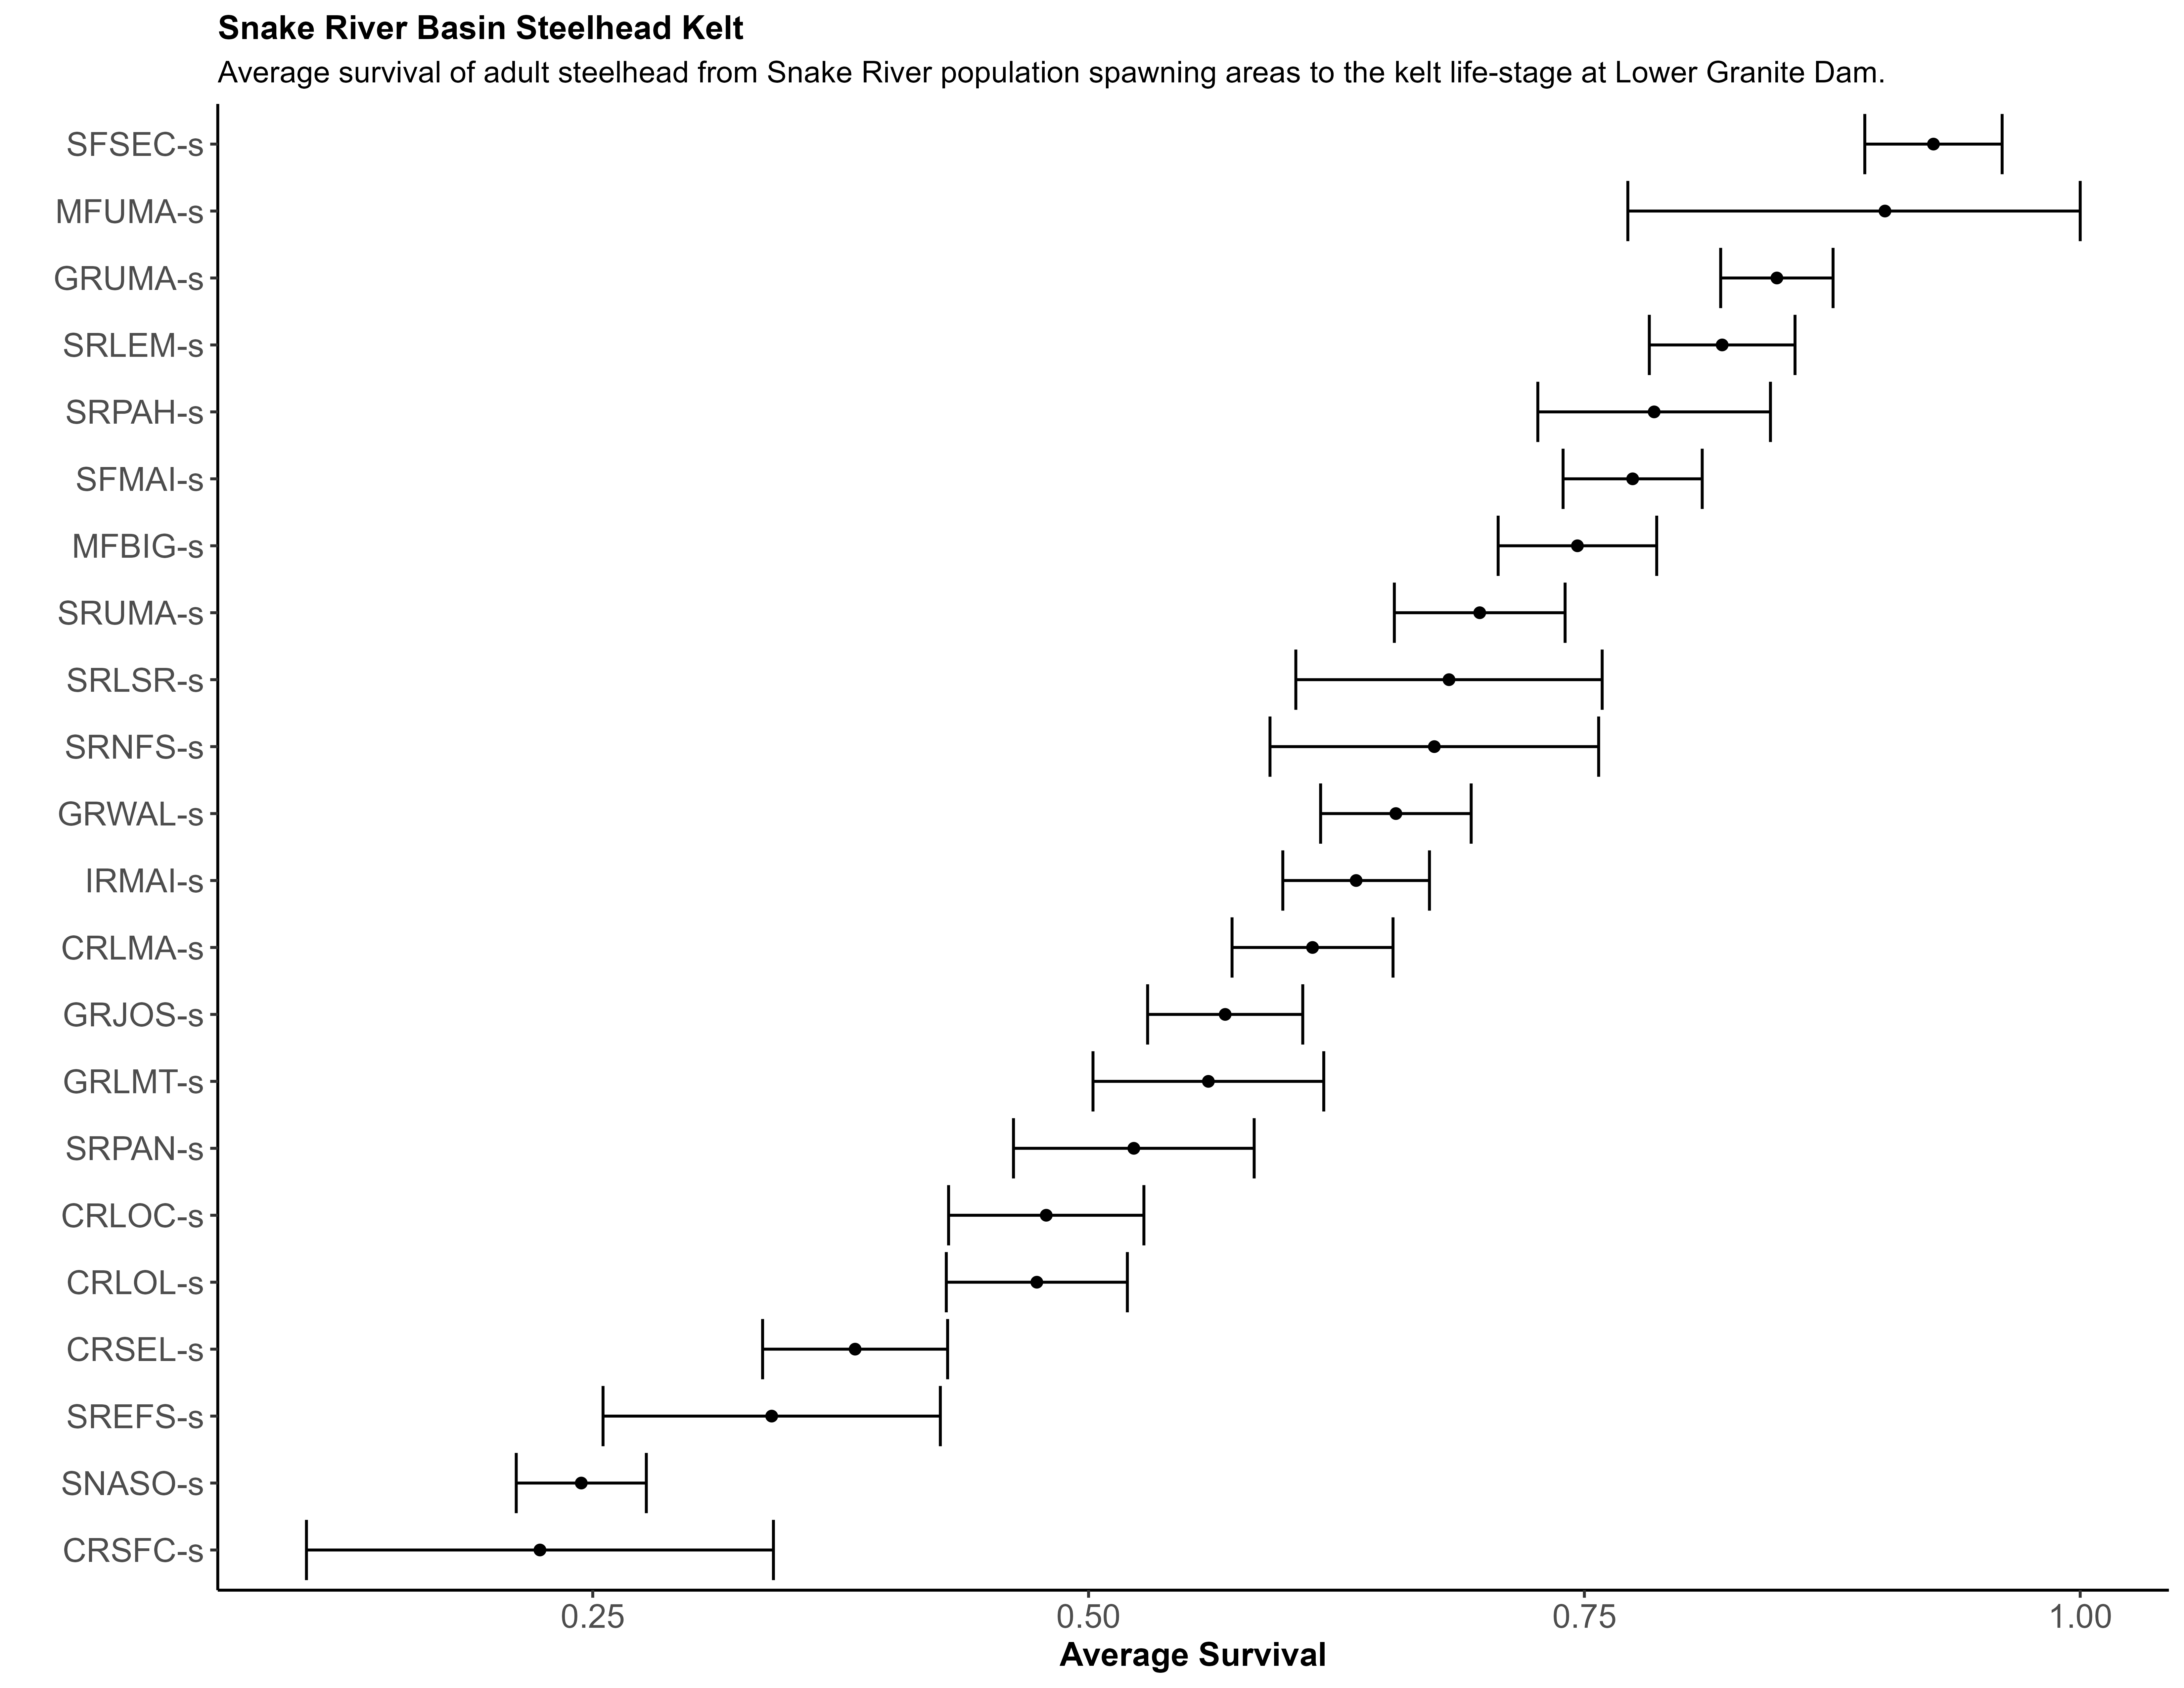 Snake River Basin Steelhead Kelt
Average survival of adult steelhead from Snake River population spawning areas to the kelt life-stage at Lower Granite Dam.
SFSEC-s
MFUMA-s
GRUMA-s
SRLEM-s
SRPAH-s
SFMAI-s
MFBIG-s
SRUMA-s
SRLSR-s
SRNFS-s
GRWAL-s
IRMAI-s
CRLMA-s
GRJOS-s
GRLMT-s
SRPAN-s
CRLOC-s
CRLOL-s
CRSEL-s
SREFS-s
SNASO-s
CRSFC-s
0.25 0.50 0.75 1.00
Average Survival